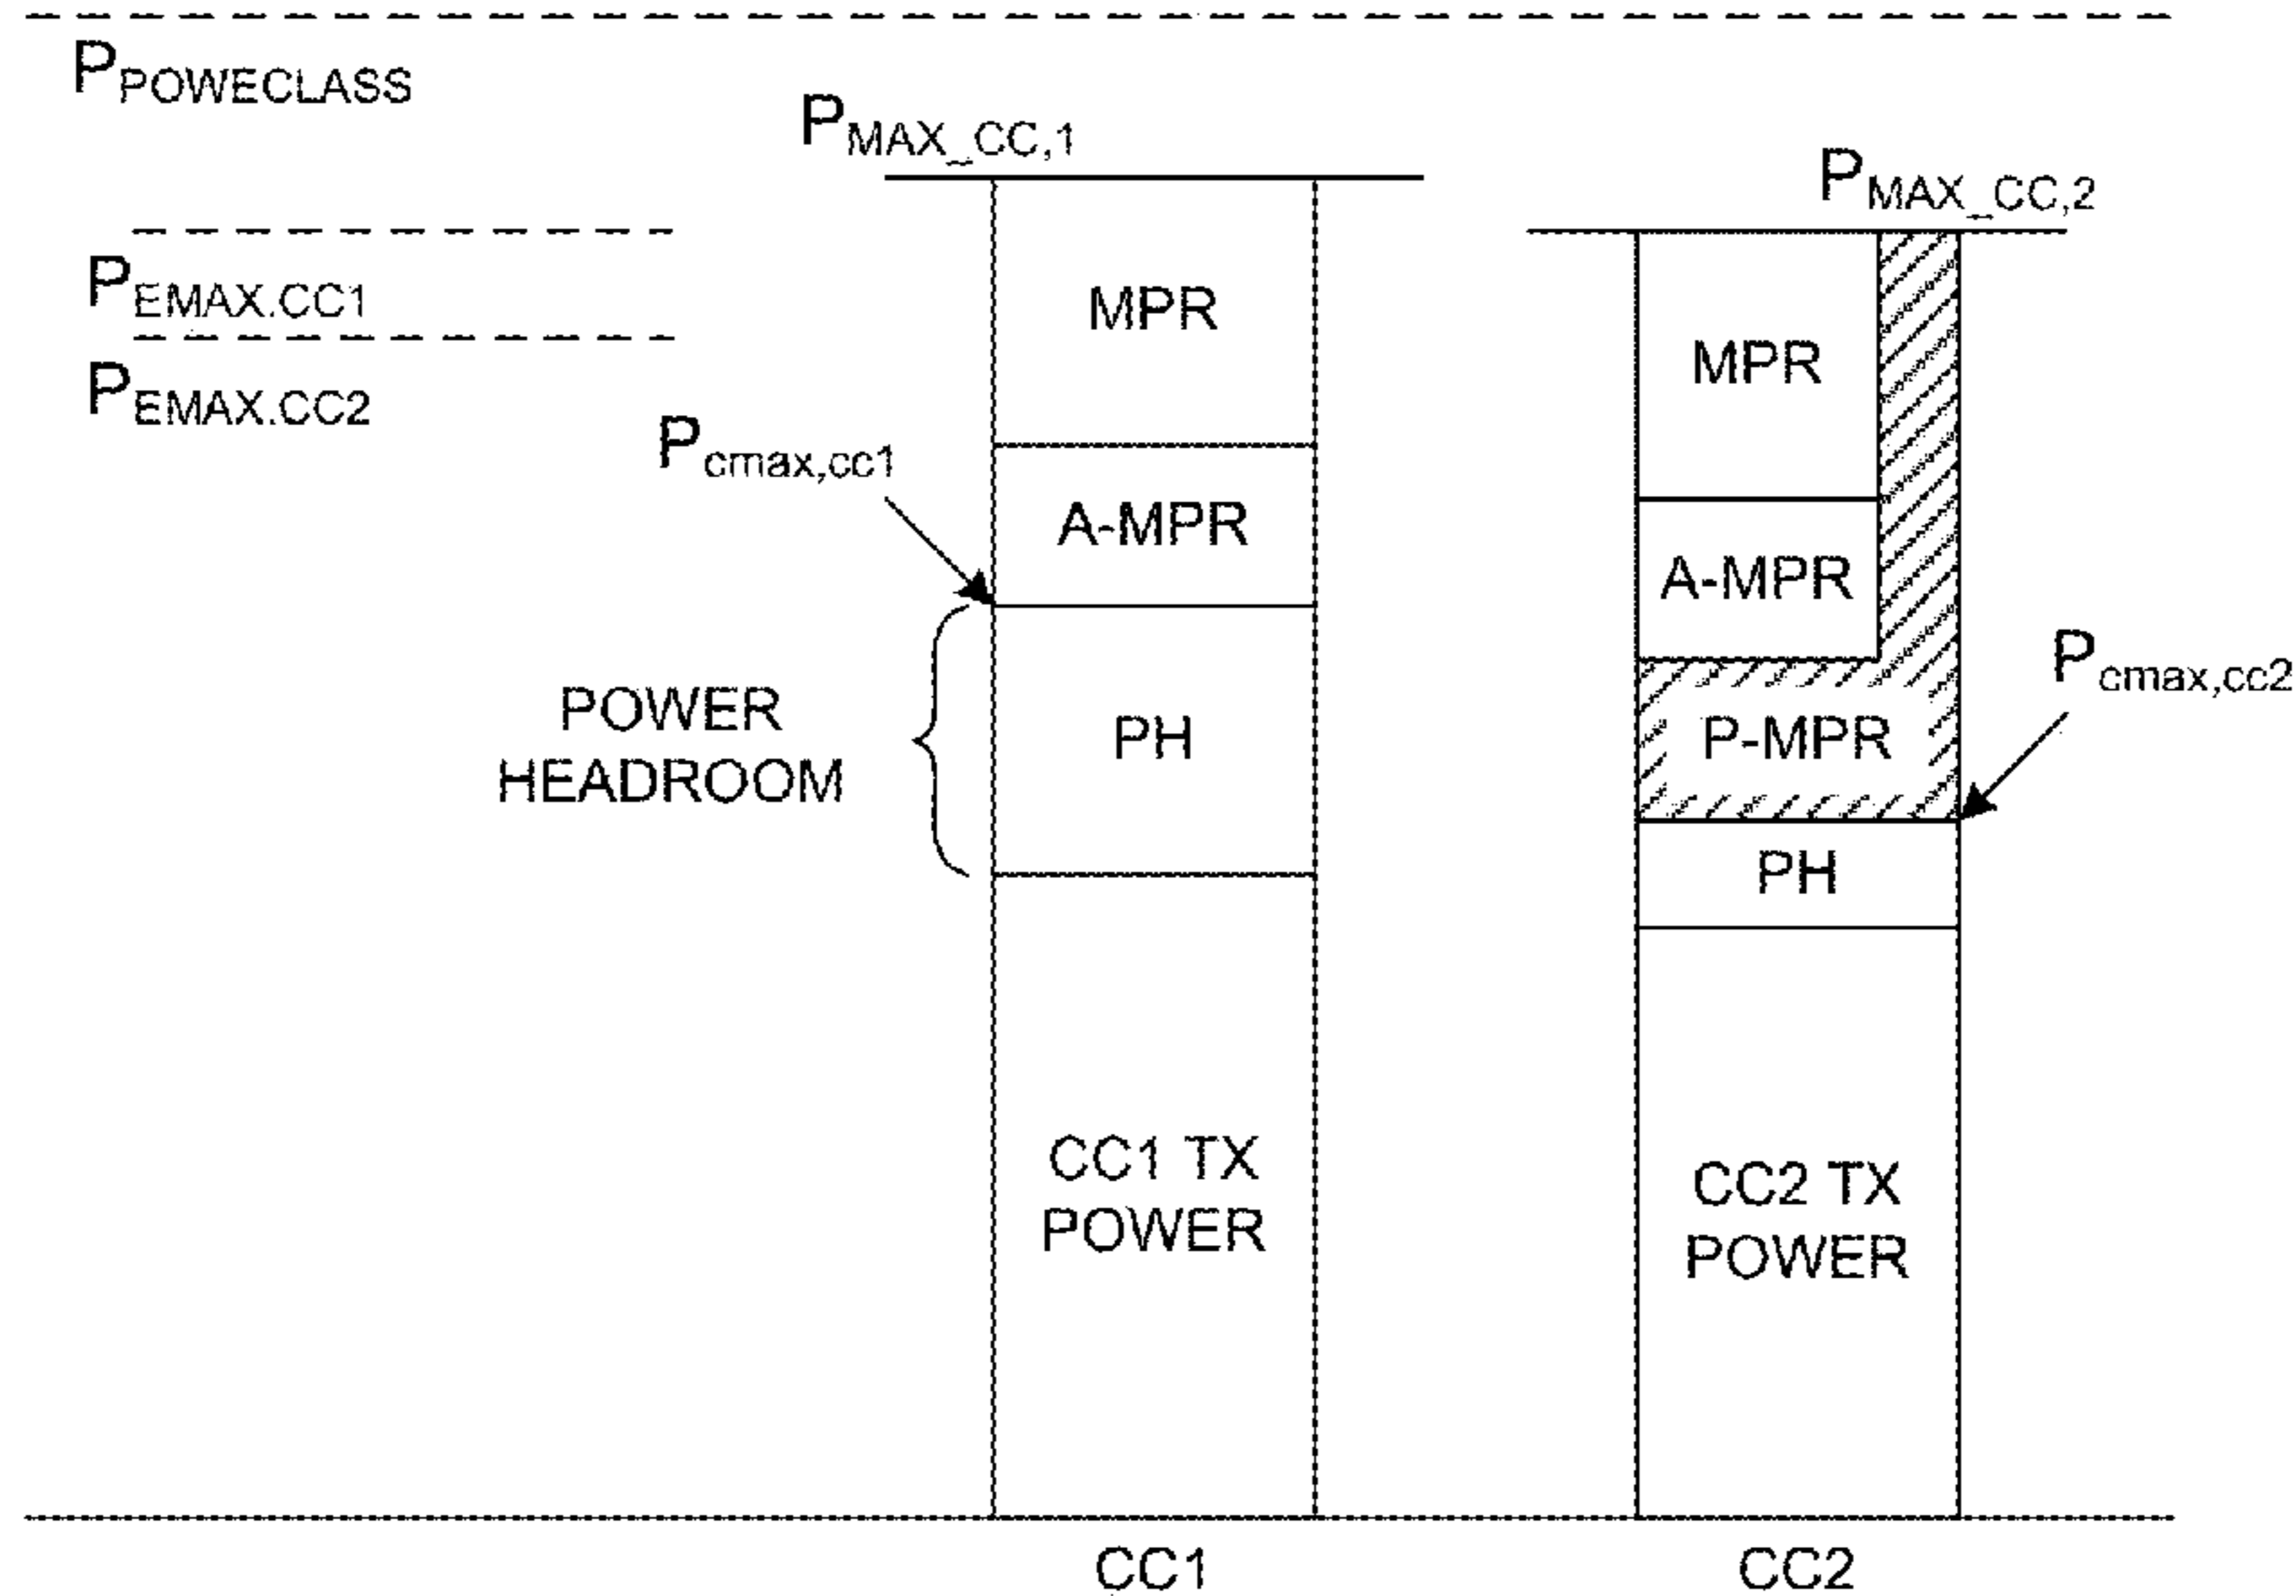 PPOWECLASS
PMAX_CC,1
PMAX_CC,2
PEMAX.CC1
PEMAX.CC2
MPR
MPR
Pcmax,cc1
A-MPR
A-MPR
Pcmax,cc2
POWER
HEADROOM
PH
P-MPR
PH
CC1 TX
POWER
CC2 TX
POWER
CC1
CC2